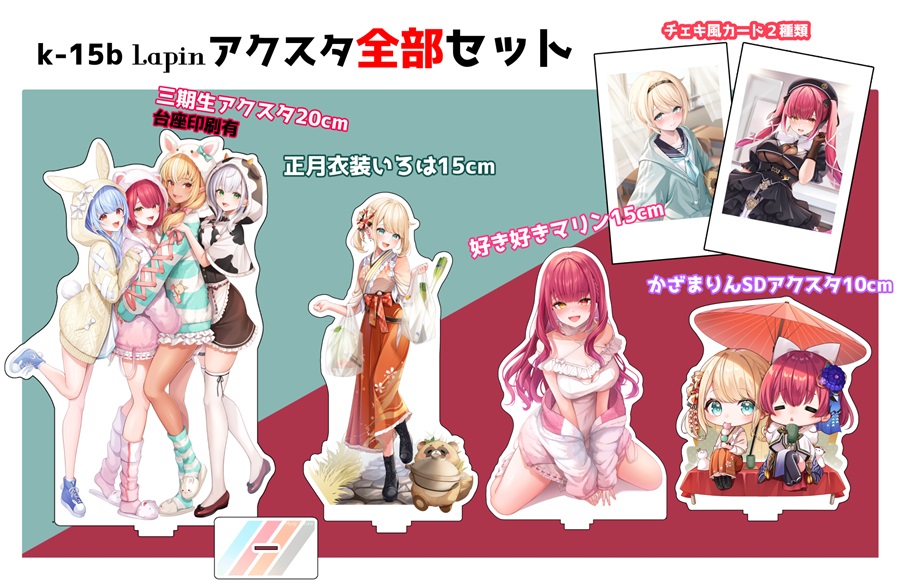 k-15b Lapin アクスタ全部セット
チェキ風カード2種類
三期生アクスタ20cm
台座印刷有
正月衣装いろは15cm
好き好きマリン15cm
かざまりんSDアクスタ10cm